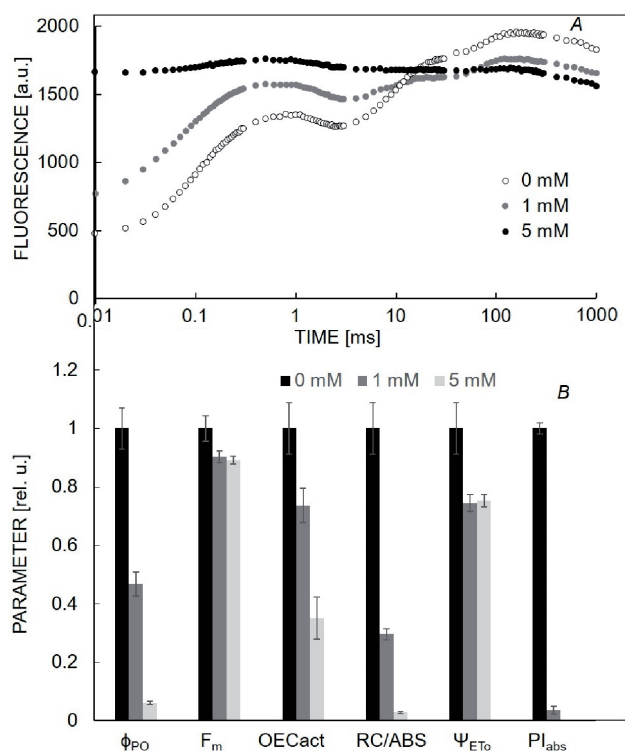 A
FLUORESCENCE [a.u.]
2000
1500
1000
500
0
0 mM
1 mM
5 mM
0.01
0.1
1
10
100
1000
TIME [ms]
B
0 mM
1 mM
5 mM
PARAMETER [rel. u.]
1.2
1
0.8
0.6
0.4
0.2
0
ϕPO
Fm
OECact
RC/ABS
ΨETo
PIabs